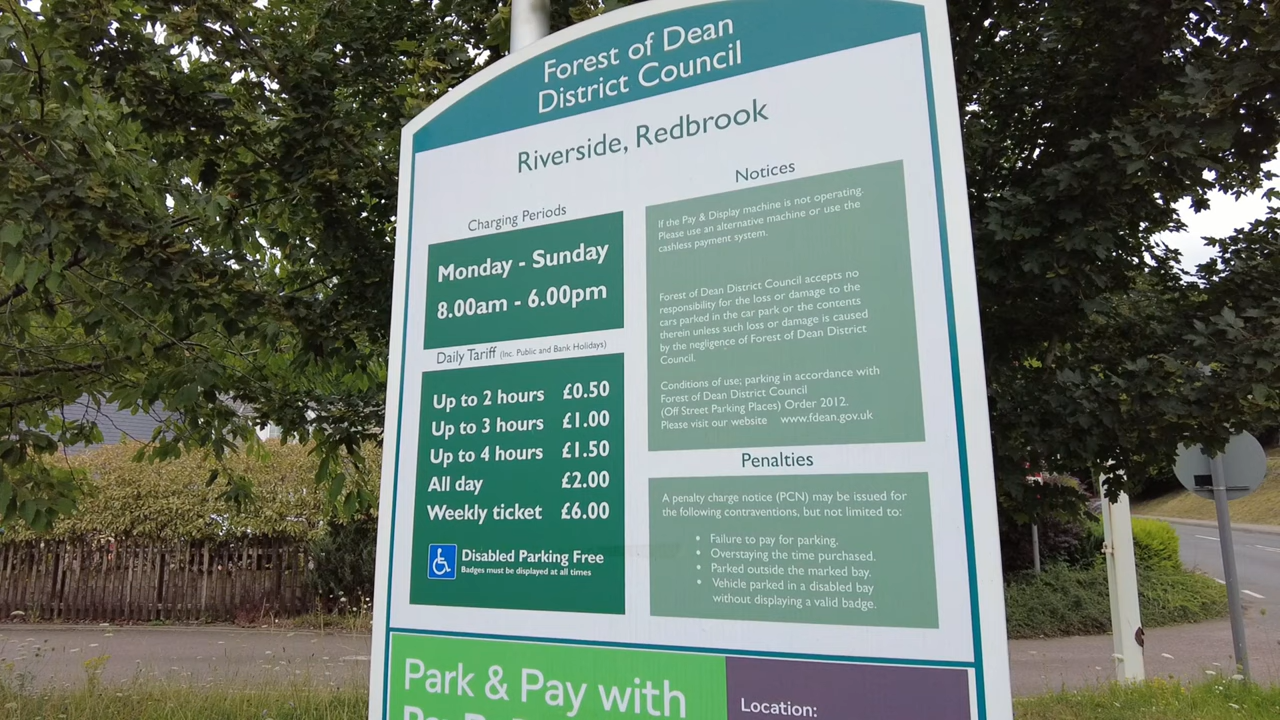 Forest of Dean
District Council
Riverside, Redbrook
Charging Periods
Monday - Sunday
8.00am - 6.00pm
Daily Tariff (Inc. Public and Bank Holidays)
Up to 2 hours £0.50
Up to 3 hours £1.00
Up to 4 hours £1.50
All day £2.00
Weekly ticket £6.00
Disabled Parking Free
Badges must be displayed at all times
Notices
If the Pay & Display machine is not operating.
Please use an alternative machine or use the
cashless payment system.
Forest of Dean District Council accepts no
responsibility for the loss or damage to the
cars parked in the car park or the contents
therein unless such loss or damage is caused
by the negligence of Forest of Dean District
Council.
Conditions of use; parking in accordance with
Forest of Dean District Council
(Off Street Parking Places) Order 2012.
Please visit our website www.fdean.gov.uk
Penalties
A penalty charge notice (PCN) may be issued for
the following contraventions, but not limited to:
• Failure to pay for parking.
• Overstaying the time purchased.
• Parked outside the marked bay.
• Vehicle parked in a disabled bay
without displaying a valid badge.
Park & Pay with
Location: